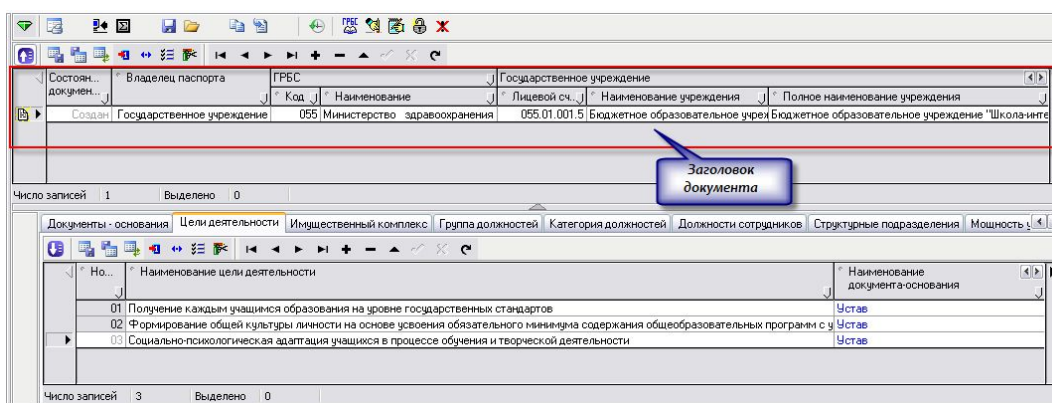 ГРБС
Состоян... Владелец паспорта ГРБС Государственное учреждение
докумен...
Код Наименование Лицевой сч... Наименование учреждения Полное наименование учреждения
Создан Государственное учреждение 055 Министерство здравоохранения 055.01.001.5 Бюджетное образовательное учреж Бюджетное образовательное учреждение "Школа-инте
Заголовок
документа
Число записей 1 Выделено 0
Документы - основания Цели деятельности Имущественный комплекс Группа должностей Категория должностей Должности сотрудников Структурные подразделения Мощность у
Но... Наименование цели деятельности Наименование
документа-основания
01 Получение каждым учащимся образования на уровне государственных стандартов Устав
02 Формирование общей культуры личности на основе усвоения обязательного минимума содержания общеобразовательных программ с у Устав
03 Социально-психологическая адаптация учащихся в процессе обучения и творческой деятельности Устав
Число записей 3 Выделено 0